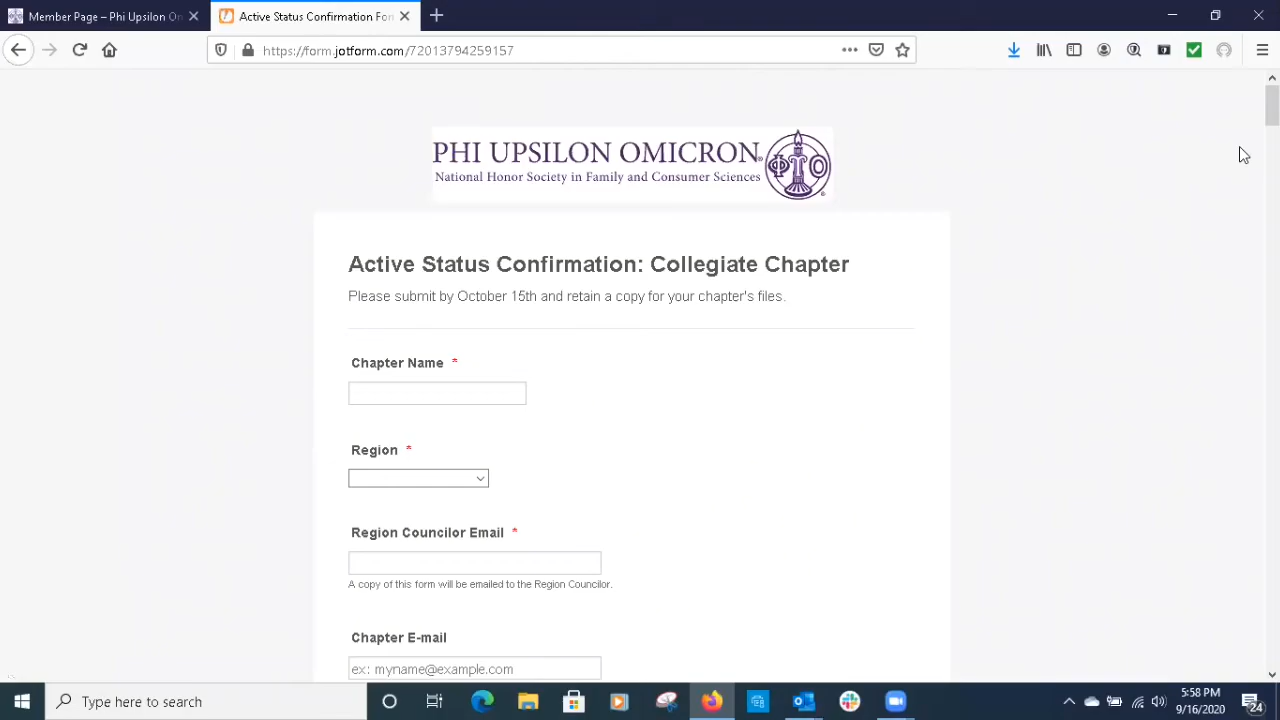 Member Page – Phi Upsilon On
Active Status Confirmation For
https://form.jotform.com/72013794259157
PHI UPSILON OMICRON®
National Honor Society in Family and Consumer Sciences
ΦΥΟ
Active Status Confirmation: Collegiate Chapter
Please submit by October 15th and retain a copy for your chapter's files.
Chapter Name *
Region *
Region Councilor Email *
A copy of this form will be emailed to the Region Councilor.
Chapter E-mail
ex: myname@example.com
Type here to search
5:58 PM
9/16/2020
24